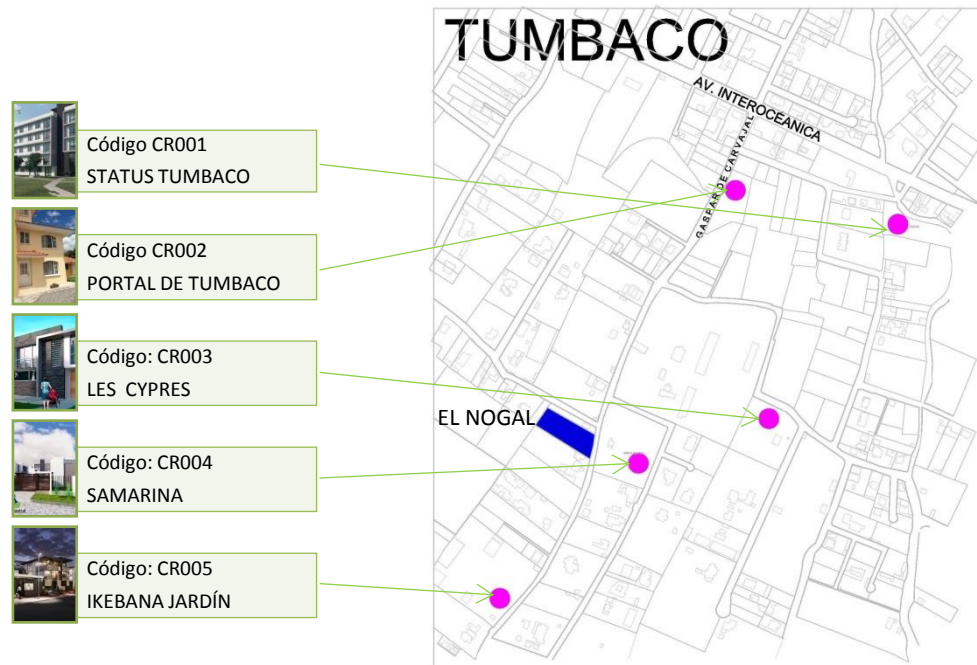 TUMBACO
AV. INTEROCEANICA
GASPAR DE CARVAJAL
Código CR001
STATUS TUMBACO
Código CR002
PORTAL DE TUMBACO
Código: CR003
LES CYPRES
EL NOGAL
Código: CR004
SAMARINA
Código: CR005
IKEBANA JARDÍN